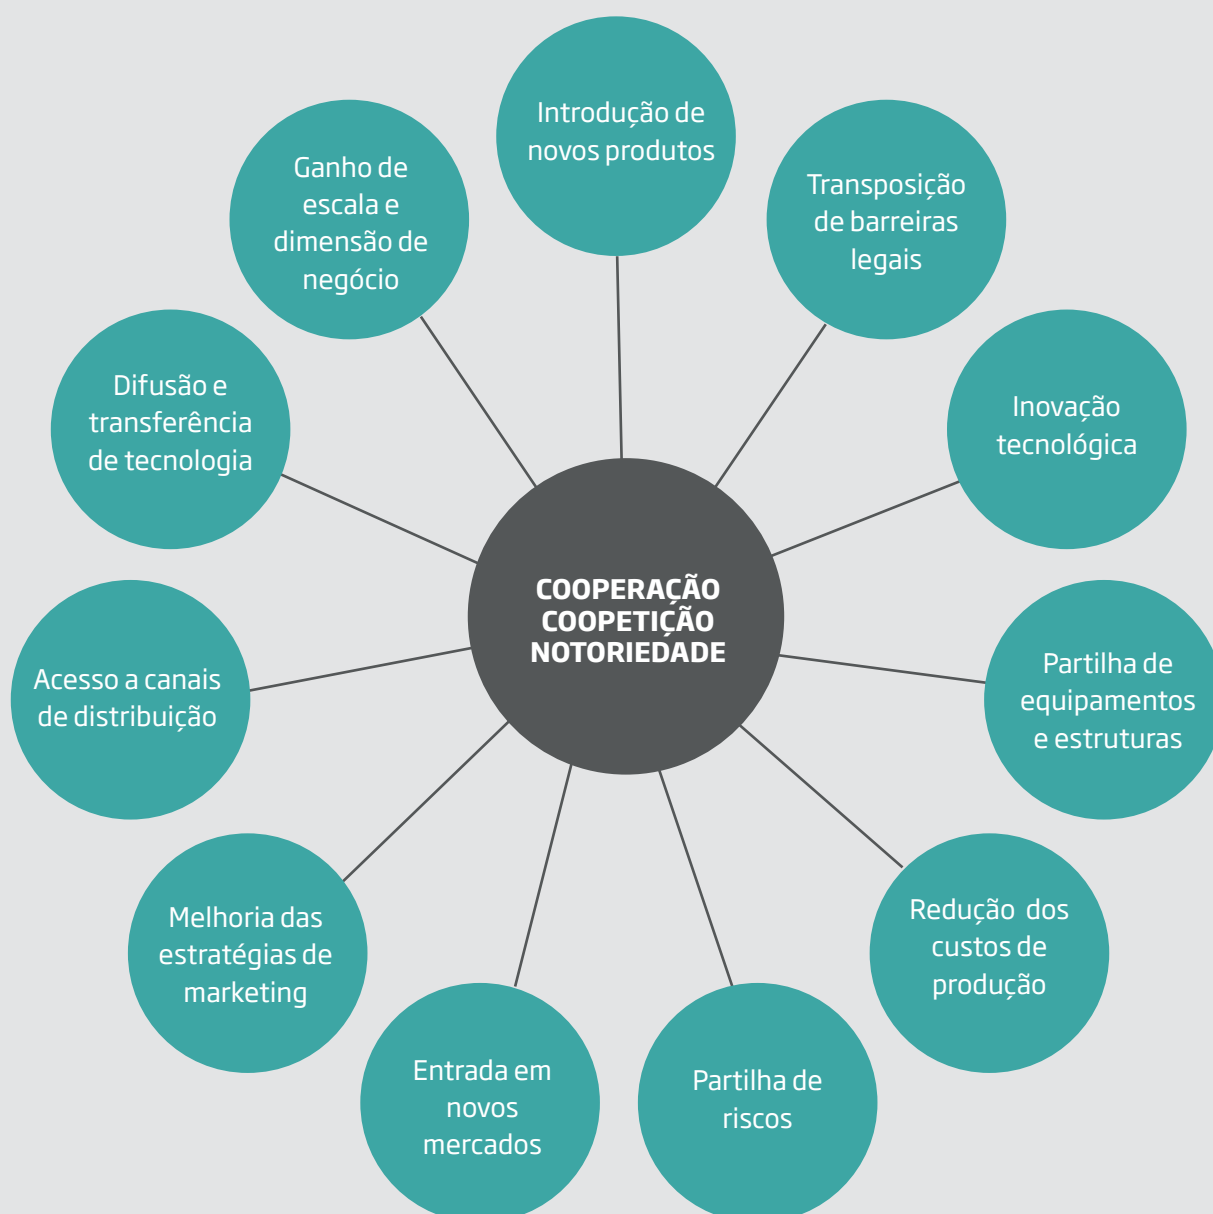 Introdução de
novos produtos
Transposição
de barreiras
legais
Inovação
tecnológica
Partilha de
equipamentos
e estruturas
Redução dos
custos de
produção
Partilha de
riscos
Entrada em
novos
mercados
Melhoria das
estratégias de
marketing
Acesso a canais
de distribuição
Difusão e
transferência
de tecnologia
Ganho de
escala e
dimensão de
negócio
COOPERAÇÃO
COOPETIÇÃO
NOTORIEDADE